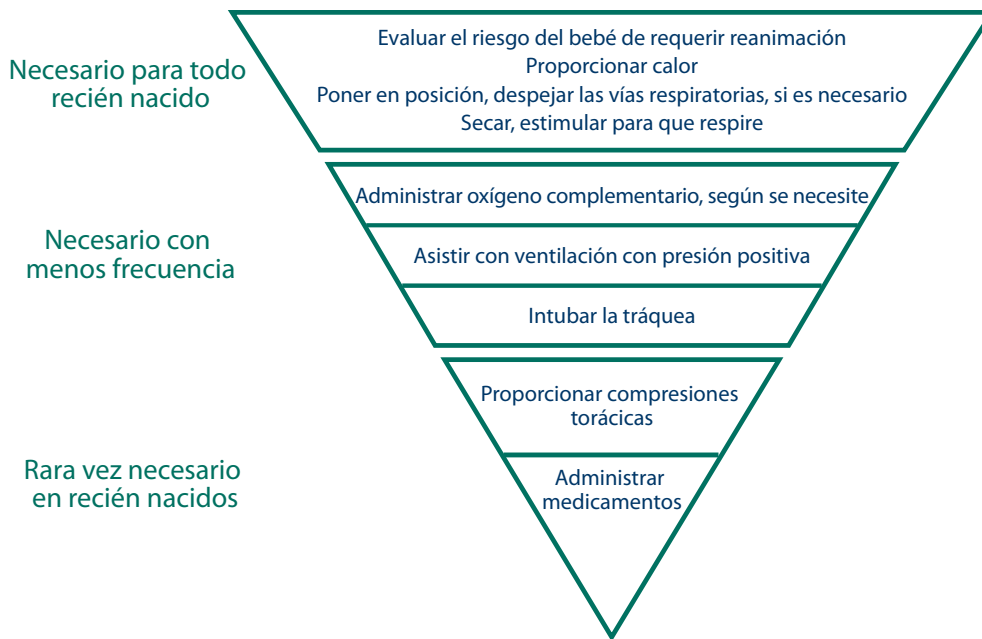 Necesario para todo
recién nacido
Evaluar el riesgo del bebé de requerir reanimación
Proporcionar calor
Poner en posición, despejar las vías respiratorias, si es necesario
Secar, estimular para que respire
Necesario con
menos frecuencia
Administrar oxígeno complementario, según se necesite
Asistir con ventilación con presión positiva
Intubar la tráquea
Rara vez necesario
en recién nacidos
Proporcionar compresiones
torácicas
Administrar
medicamentos